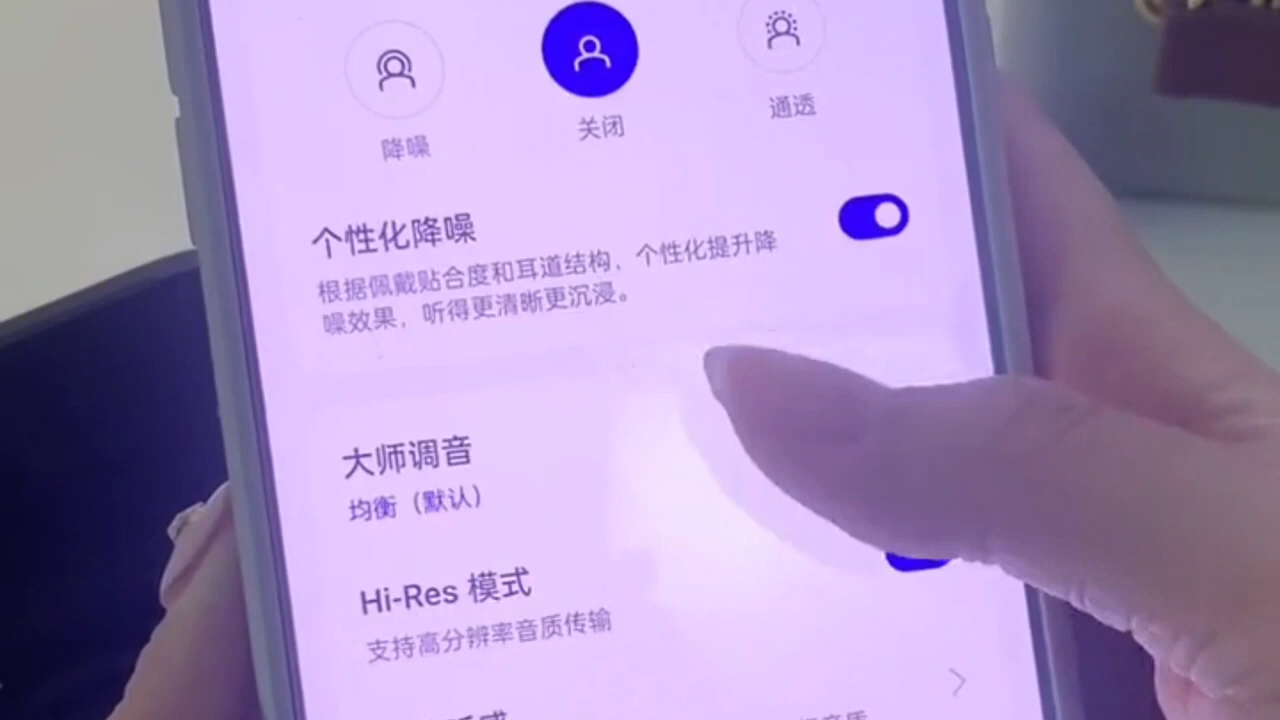 降噪
关闭
通透
个性化降噪
根据佩戴贴合度和耳道结构，个性化提升降
噪效果，听得更清晰更沉浸。
大师调音
均衡（默认）
Hi-Res 模式
支持高分辨率音质传输
音质